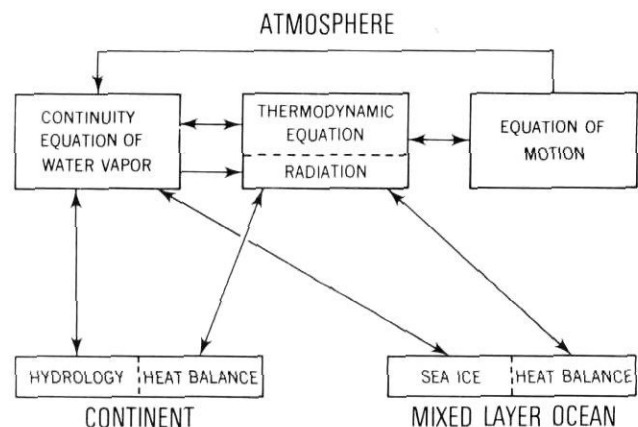 ATMOSPHERE
CONTINUITY
EQUATION OF
WATER VAPOR
THERMODYNAMIC
EQUATION
RADIATION
EQUATION OF
MOTION
HYDROLOGY
HEAT BALANCE
CONTINENT
SEA ICE
HEAT BALANCE
MIXED LAYER OCEAN